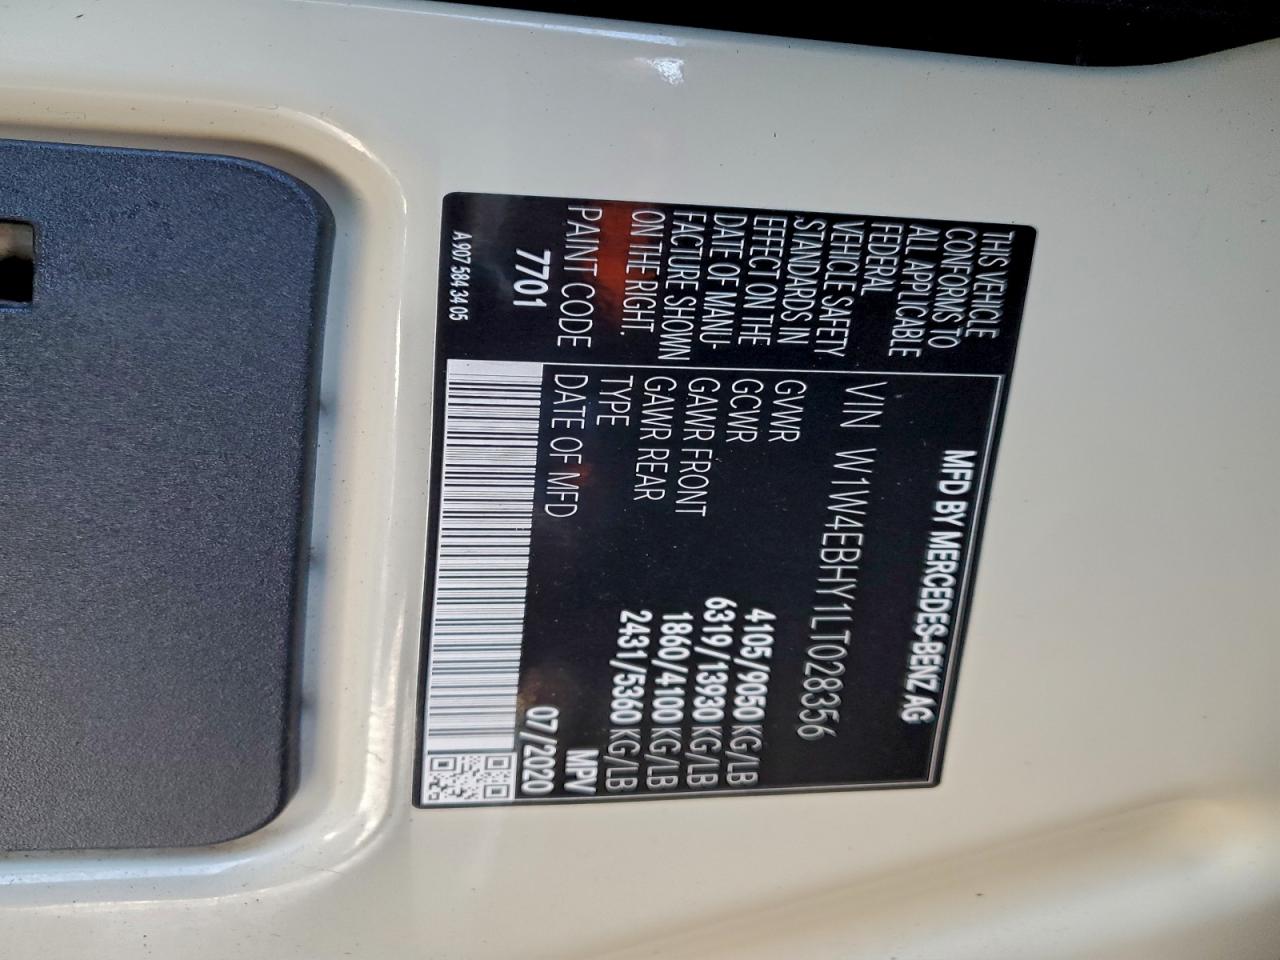 MFD BY MERCEDES-BENZ AG
THIS VEHICLE
CONFORMS TO
ALL APPLICABLE
FEDERAL
VEHICLE SAFETY
STANDARDS IN
EFFECT ON THE
DATE OF MANU-
FACTURE SHOWN
ON THE RIGHT.
PAINT CODE
7701
A 907 584 34 05
VIN W1W4EBHY1LT028356
GVWR 4105/9050 KG/LB
GCWR 6319/13930 KG/LB
GAWR FRONT 1860/4100 KG/LB
GAWR REAR 2431/5360 KG/LB
TYPE MPV
DATE OF MFD 07/2020